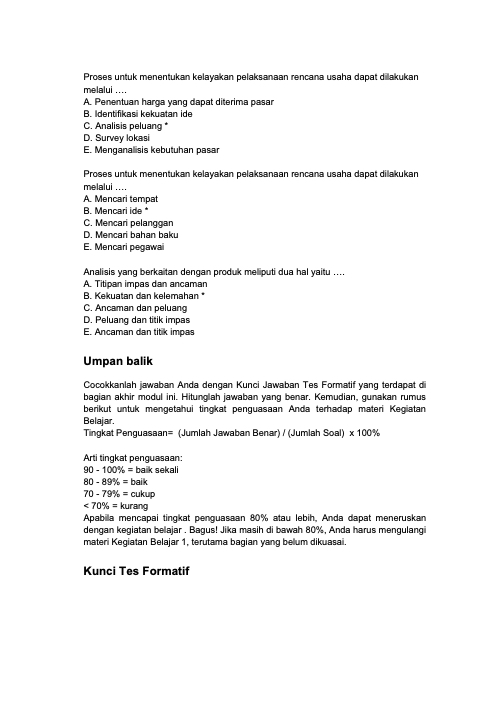 Proses untuk menentukan kelayakan pelaksanaan rencana usaha dapat dilakukan
melalui ….
A. Penentuan harga yang dapat diterima pasar
B. Identifikasi kekuatan ide
C. Analisis peluang *
D. Survey lokasi
E. Menganalisis kebutuhan pasar
Proses untuk menentukan kelayakan pelaksanaan rencana usaha dapat dilakukan
melalui ….
A. Mencari tempat
B. Mencari ide *
C. Mencari pelanggan
D. Mencari bahan baku
E. Mencari pegawai
Analisis yang berkaitan dengan produk meliputi dua hal yaitu ….
A. Titipan impas dan ancaman
B. Kekuatan dan kelemahan *
C. Ancaman dan peluang
D. Peluang dan titik impas
E. Ancaman dan titik impas
Umpan balik
Cocokkanlah jawaban Anda dengan Kunci Jawaban Tes Formatif yang terdapat di
bagian akhir modul ini. Hitunglah jawaban yang benar. Kemudian, gunakan rumus
berikut untuk mengetahui tingkat penguasaan Anda terhadap materi Kegiatan
Belajar.
Tingkat Penguasaan= (Jumlah Jawaban Benar) / (Jumlah Soal) x 100%
Arti tingkat penguasaan:
90 - 100% = baik sekali
80 - 89% = baik
70 - 79% = cukup
< 70% = kurang
Apabila mencapai tingkat penguasaan 80% atau lebih, Anda dapat meneruskan
dengan kegiatan belajar . Bagus! Jika masih di bawah 80%, Anda harus mengulangi
materi Kegiatan Belajar 1, terutama bagian yang belum dikuasai.
Kunci Tes Formatif